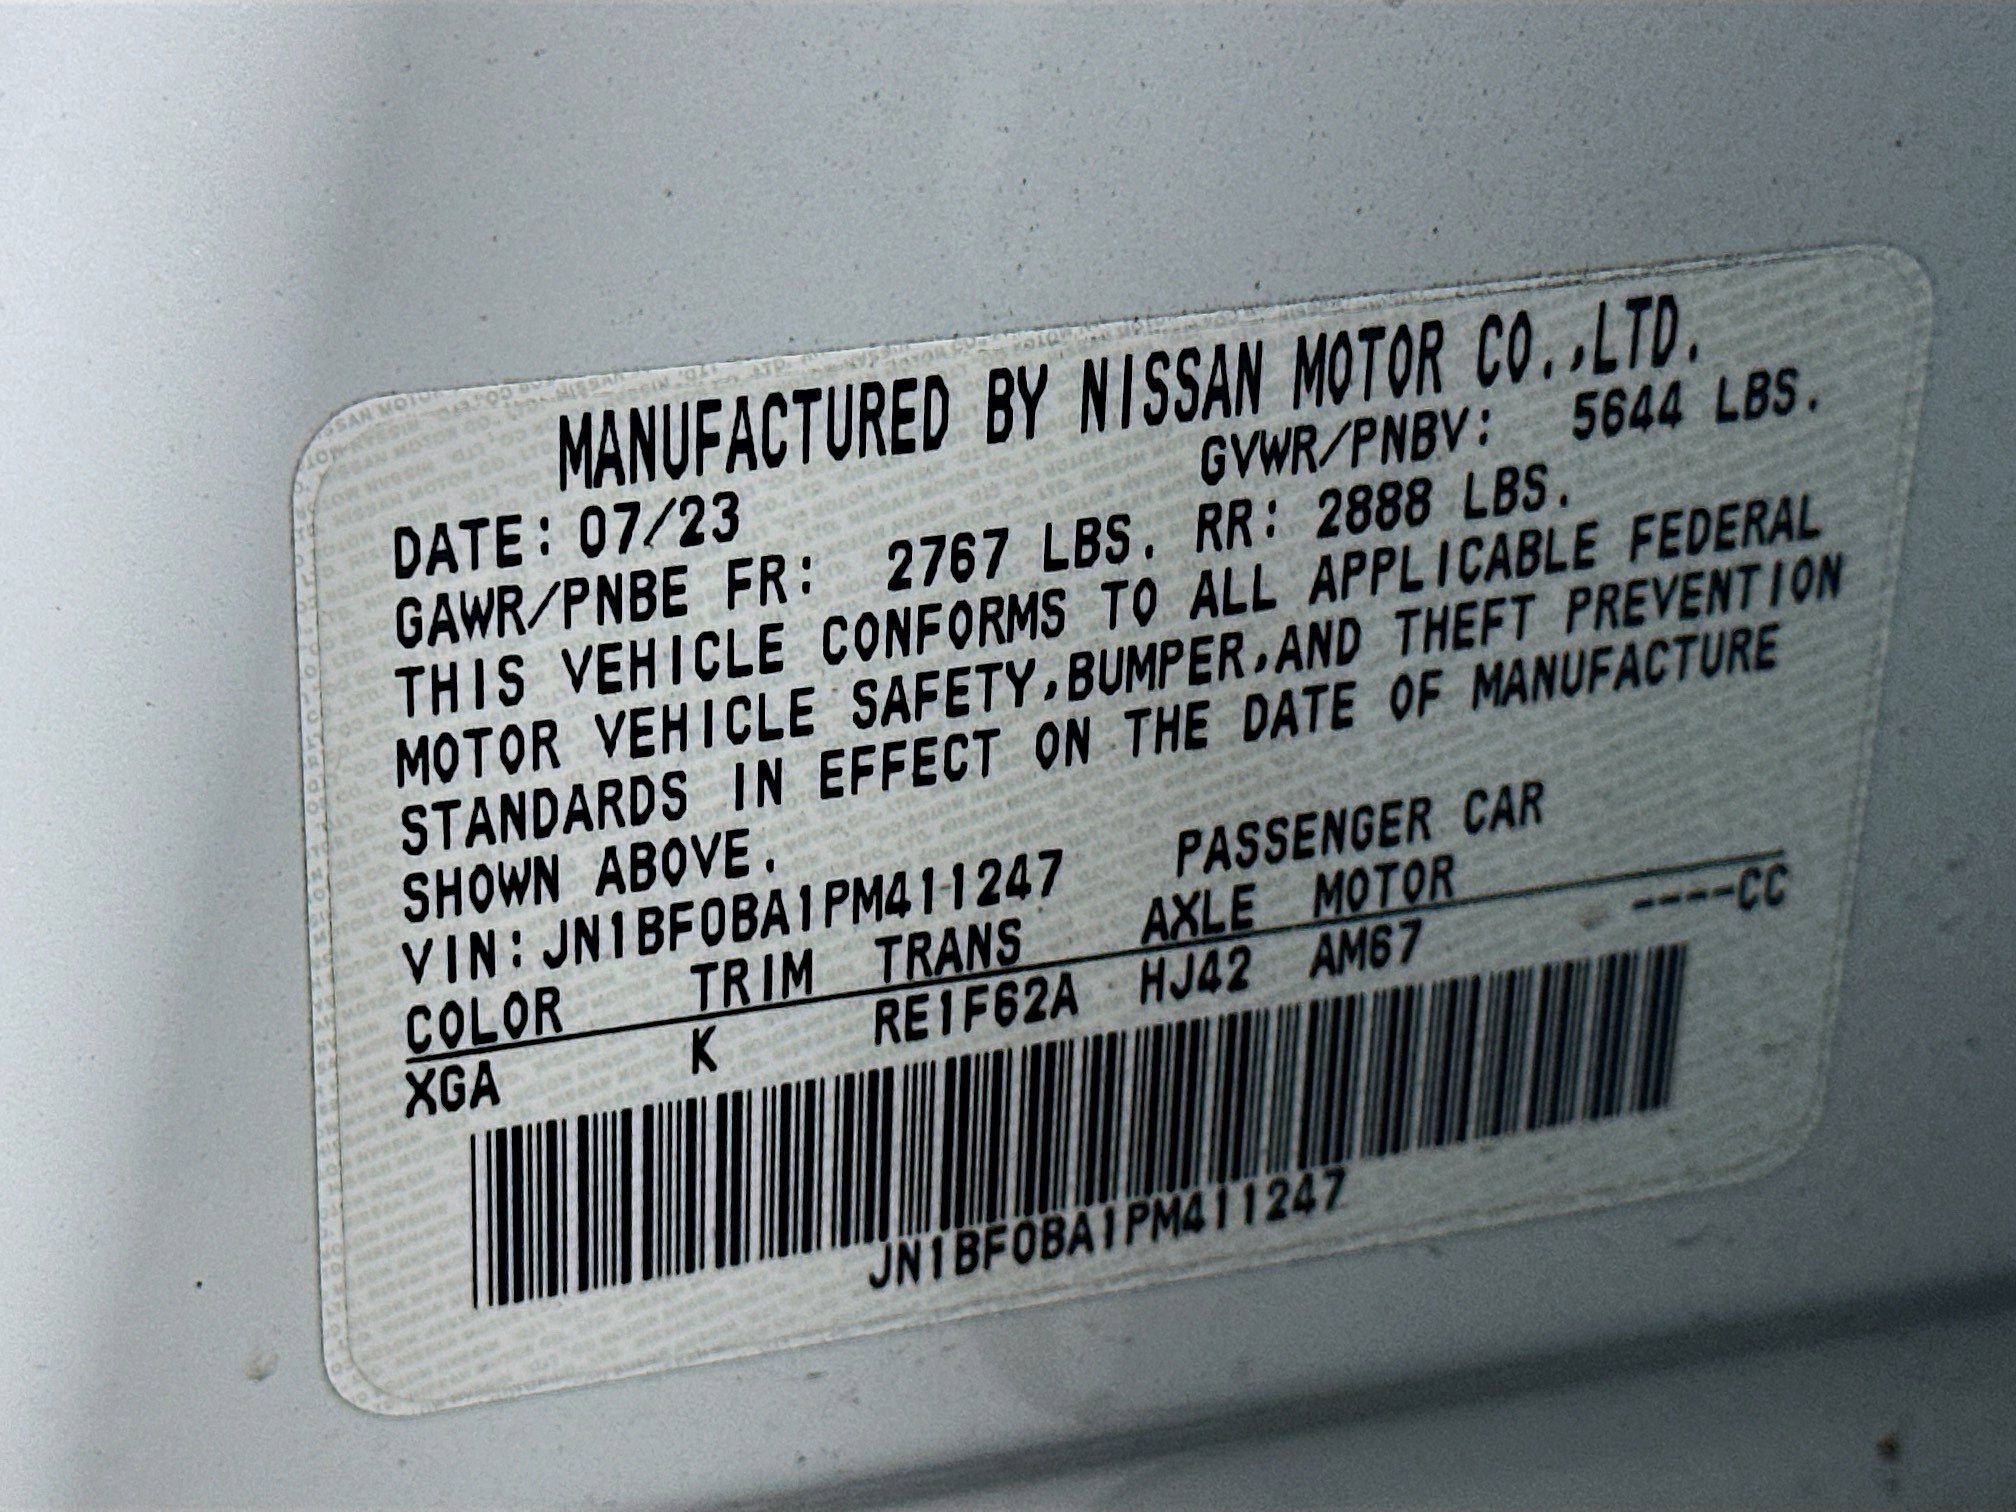 MANUFACTURED BY NISSAN MOTOR CO.,LTD.
DATE: 07/23 GVWR/PNBV: 5644 LBS.
GAWR/PNBE FR: 2767 LBS. RR: 2888 LBS.
THIS VEHICLE CONFORMS TO ALL APPLICABLE FEDERAL
MOTOR VEHICLE SAFETY,BUMPER,AND THEFT PREVENTION
STANDARDS IN EFFECT ON THE DATE OF MANUFACTURE
SHOWN ABOVE.
VIN: JN1BF0BA1PM411247 PASSENGER CAR
COLOR TRIM TRANS AXLE MOTOR
XGA K RE1F62A HJ42 AM67 ----CC
JN1BF0BA1PM411247